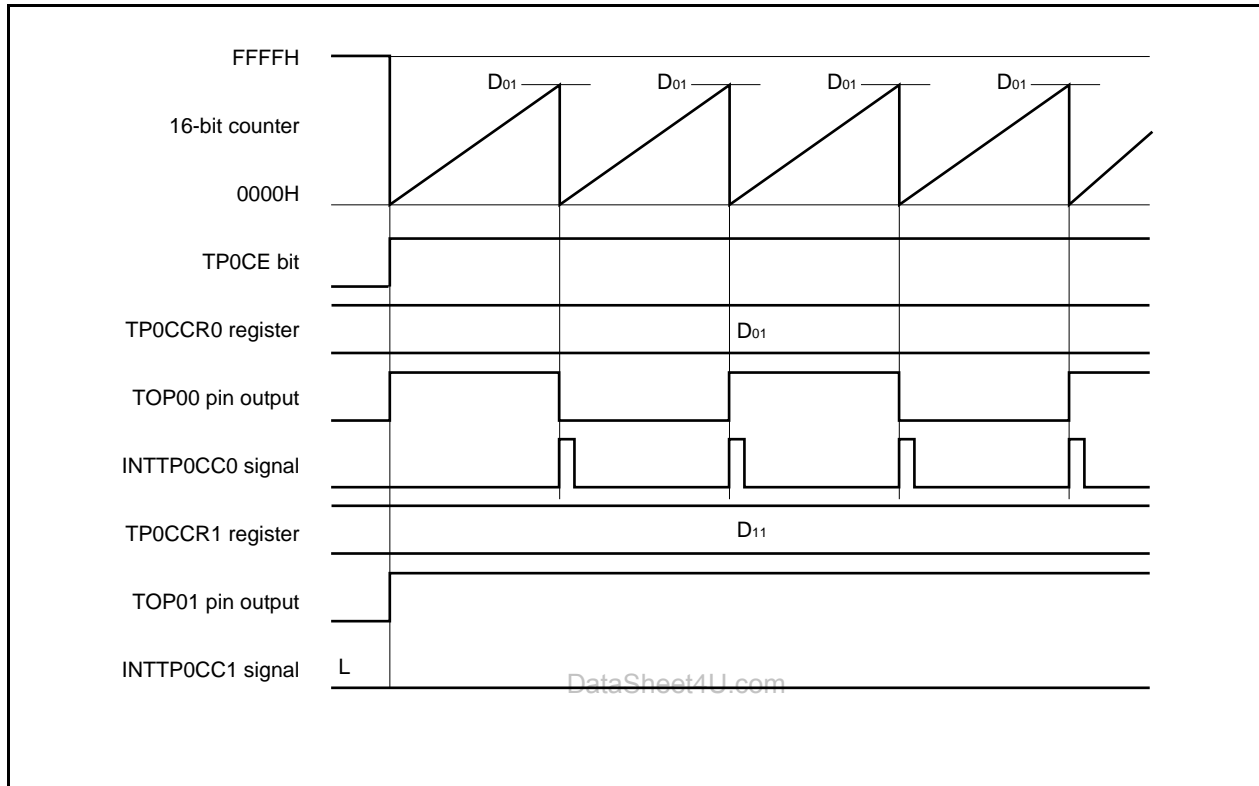 FFFFH
D01 D01 D01 D01
16-bit counter
0000H
TP0CE bit
TP0CCR0 register D01
TOP00 pin output
INTTP0CC0 signal
TP0CCR1 register D11
TOP01 pin output
INTTP0CC1 signal L
DataSheet4U.com